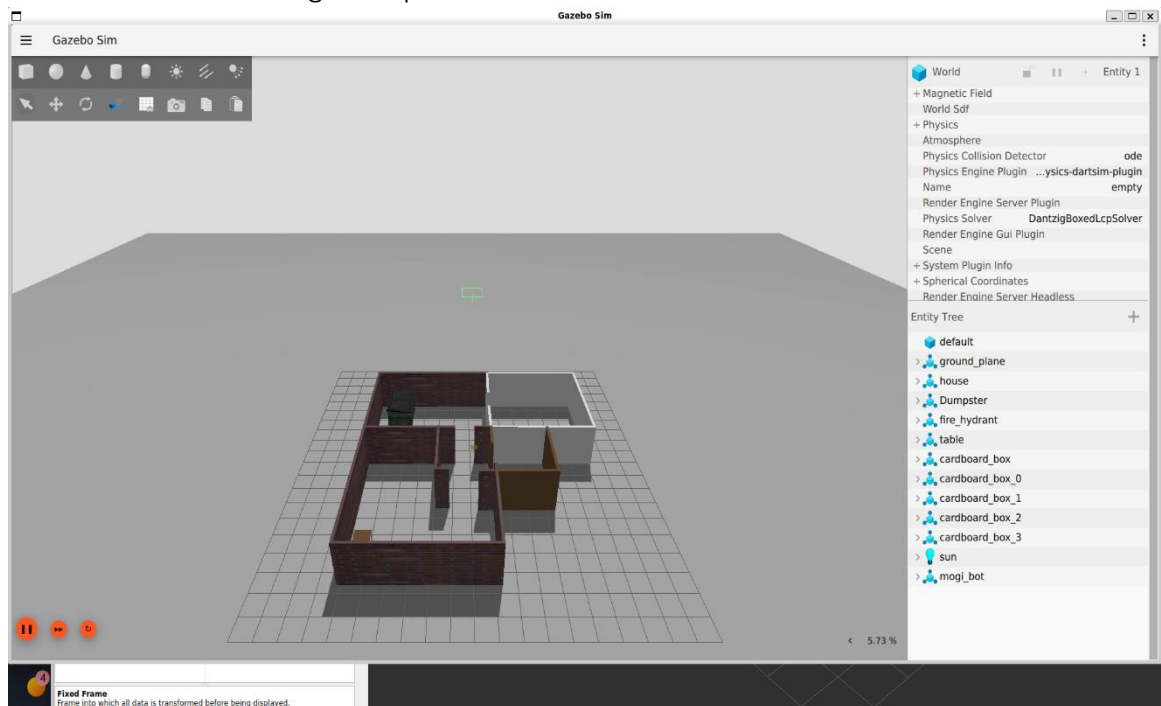 Gazebo Sim
Gazebo Sim
World Entity 1
+ Magnetic Field
World Sdf
+ Physics
Atmosphere
Physics Collision Detector ode
Physics Engine Plugin ...ysics-dartsim-plugin
Name empty
Render Engine Server Plugin
Physics Solver DantzigBoxedLcpSolver
Render Engine Gui Plugin
Scene
+ System Plugin Info
+ Spherical Coordinates
Render Engine Server Headless
Entity Tree +
default
> ground_plane
> house
> Dumpster
> fire_hydrant
> table
> cardboard_box
> cardboard_box_0
> cardboard_box_1
> cardboard_box_2
> cardboard_box_3
> sun
> mogi_bot
< 5.73 %
4
Fixed Frame
Frame into which all data is transformed before being displayed.